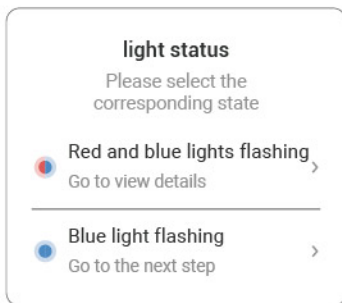 light status
Please select the
corresponding state
Red and blue lights flashing
Go to view details
Blue light flashing
Go to the next step